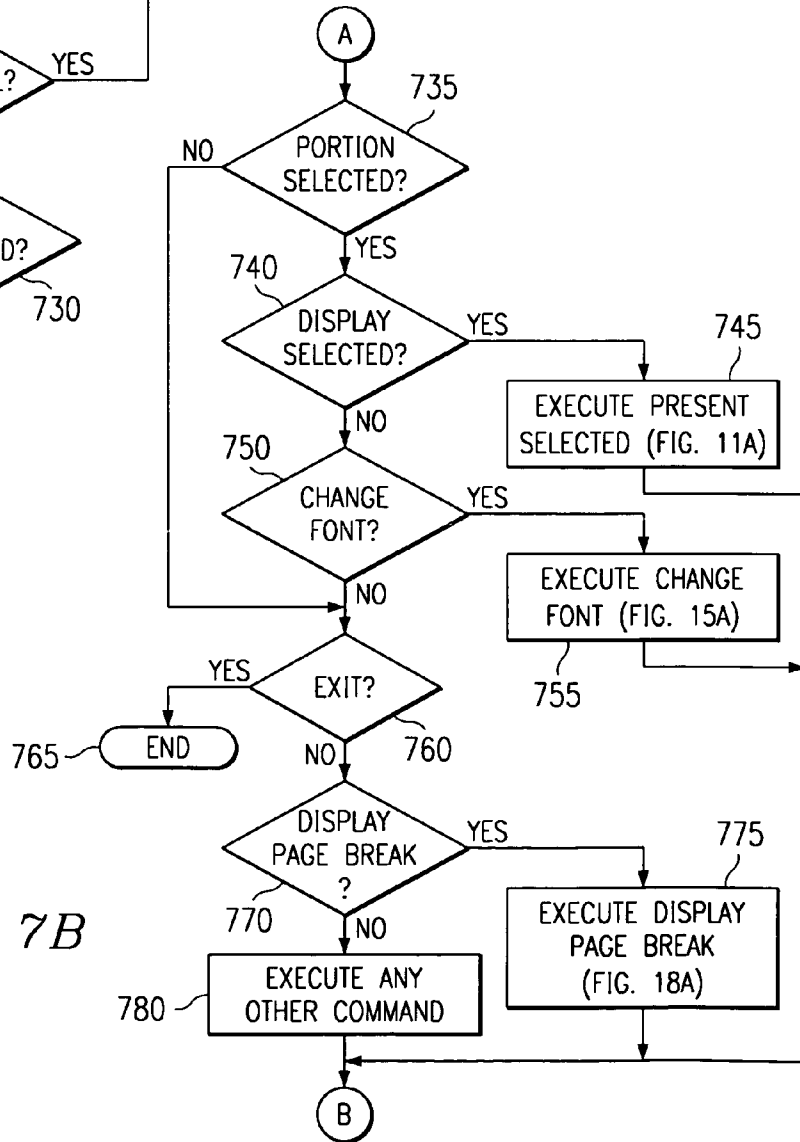 A
YES
?
735
NO
PORTION
SELECTED?
D?
730
YES
740
DISPLAY
SELECTED?
YES
745
EXECUTE PRESENT
SELECTED (FIG. 11A)
NO
750
CHANGE
FONT?
YES
EXECUTE CHANGE
FONT (FIG. 15A)
755
NO
YES
EXIT?
760
765
END
NO
DISPLAY
PAGE BREAK
?
YES
770
775
EXECUTE DISPLAY
PAGE BREAK
(FIG. 18A)
7B
NO
780
EXECUTE ANY
OTHER COMMAND
B